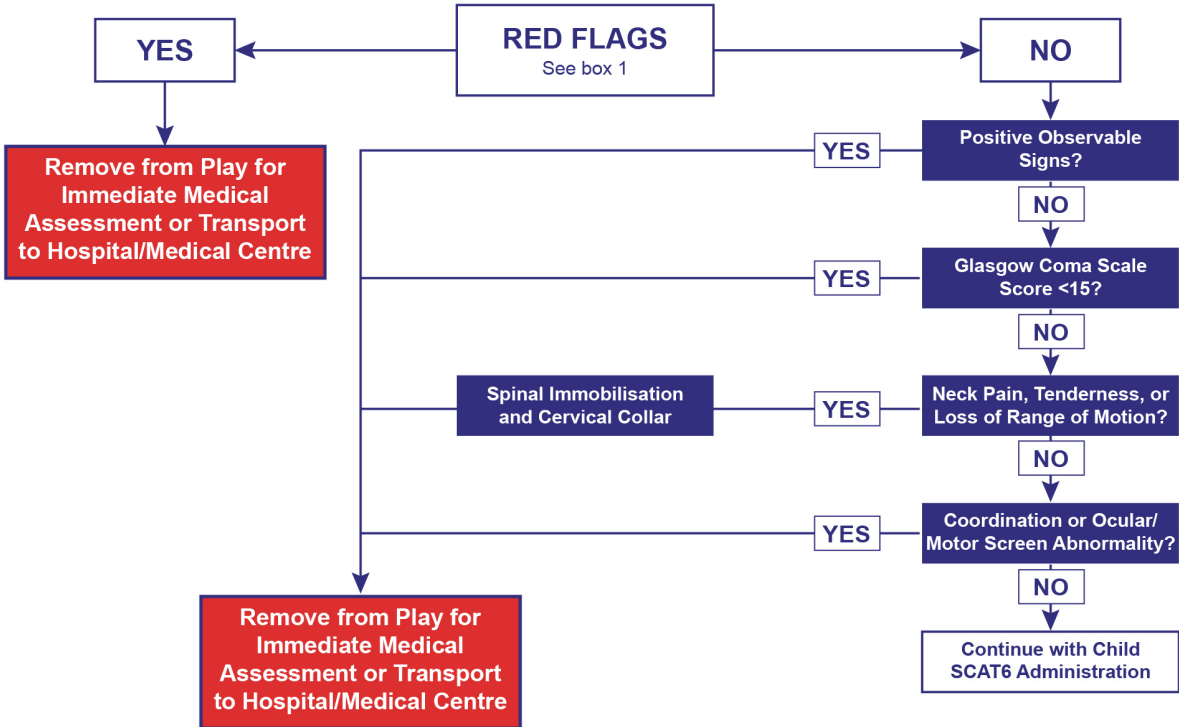 YES
RED FLAGS
See box 1
NO
Remove from Play for
Immediate Medical
Assessment or Transport
to Hospital/Medical Centre
YES
Positive Observable
Signs?
NO
YES
Glasgow Coma Scale
Score <15?
NO
Spinal Immobilisation
and Cervical Collar
YES
Neck Pain, Tenderness, or
Loss of Range of Motion?
NO
YES
Coordination or Ocular/
Motor Screen Abnormality?
NO
Remove from Play for
Immediate Medical
Assessment or Transport
to Hospital/Medical Centre
Continue with Child
SCAT6 Administration